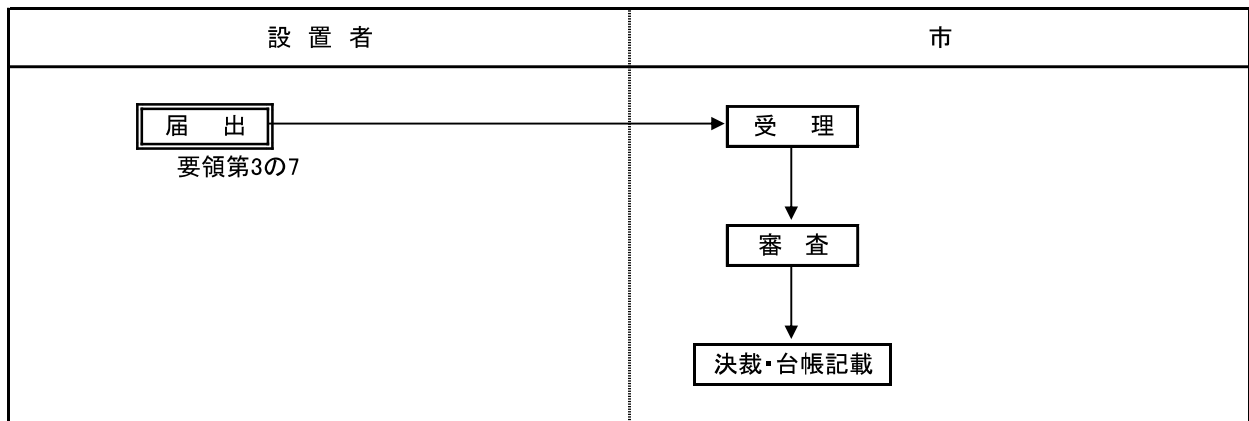 設置者
市
届出
受理
要領第3の7
審査
決裁・台帳記載